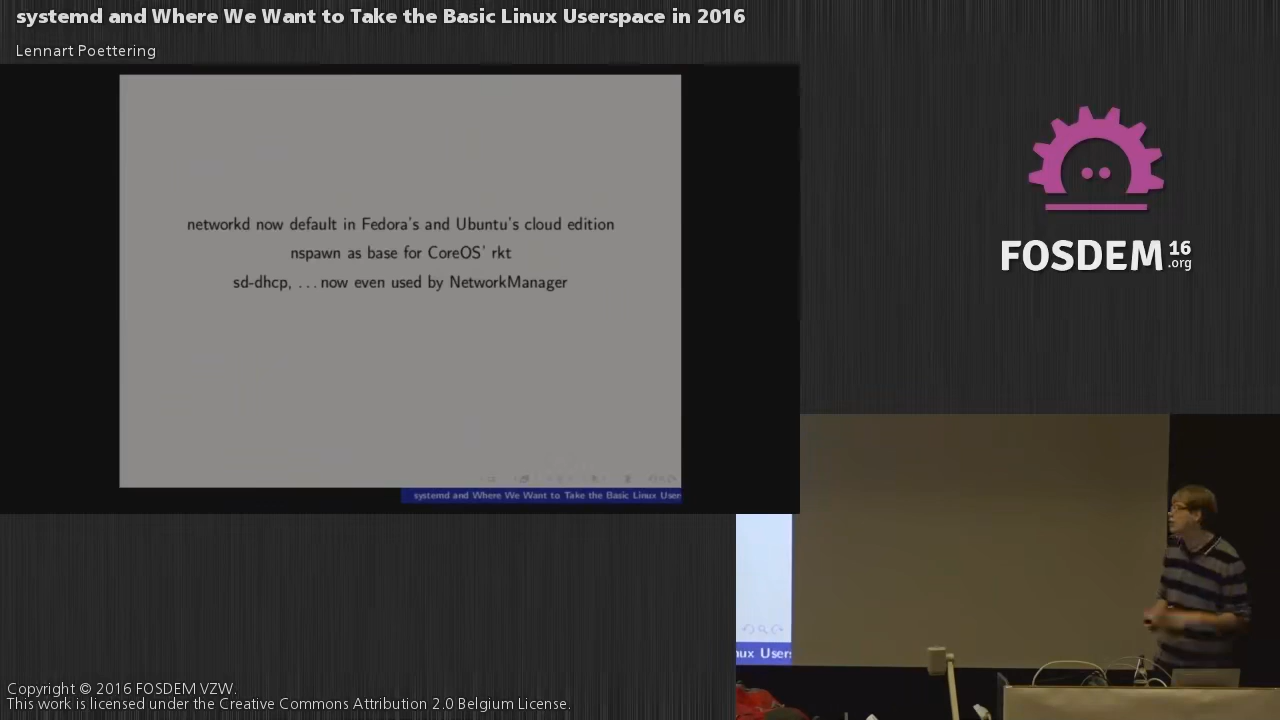 systemd and Where We Want to Take the Basic Linux Userspace in 2016
Lennart Poettering
networkd now default in Fedora's and Ubuntu's cloud edition
nspawn as base for CoreOS' rkt
sd-dhcp, ... now even used by NetworkManager
systemd and Where We Want to Take the Basic Linux User
FOSDEM 16
.org
nux Users
Copyright © 2016 FOSDEM VZW.
This work is licensed under the Creative Commons Attribution 2.0 Belgium License.